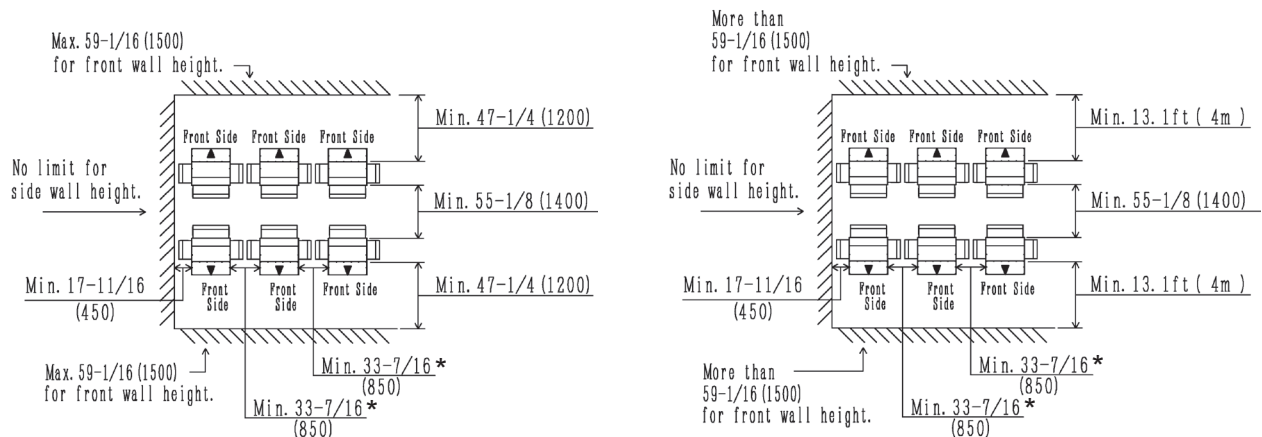 Max. 59-1/16 (1500)
for front wall height.
Min. 47-1/4 (1200)
Front Side Front Side Front Side
No limit for
side wall height.
Min. 55-1/8 (1400)
Min. 17-11/16
(450)
Front
Side
Front
Side
Front Side
Min. 47-1/4 (1200)
Max. 59-1/16 (1500)
for front wall height.
Min. 33-7/16*
(850)
Min. 33-7/16*
(850)
More than
59-1/16 (1500)
for front wall height.
Min. 13.1ft ( 4m )
Front Side Front Side Front Side
No limit for
side wall height.
Min. 55-1/8 (1400)
Min. 17-11/16
(450)
Front
Side
Front
Side
Front Side
Min. 13.1ft ( 4m )
More than
59-1/16 (1500)
for front wall height.
Min. 33-7/16*
(850)
Min. 33-7/16*
(850)